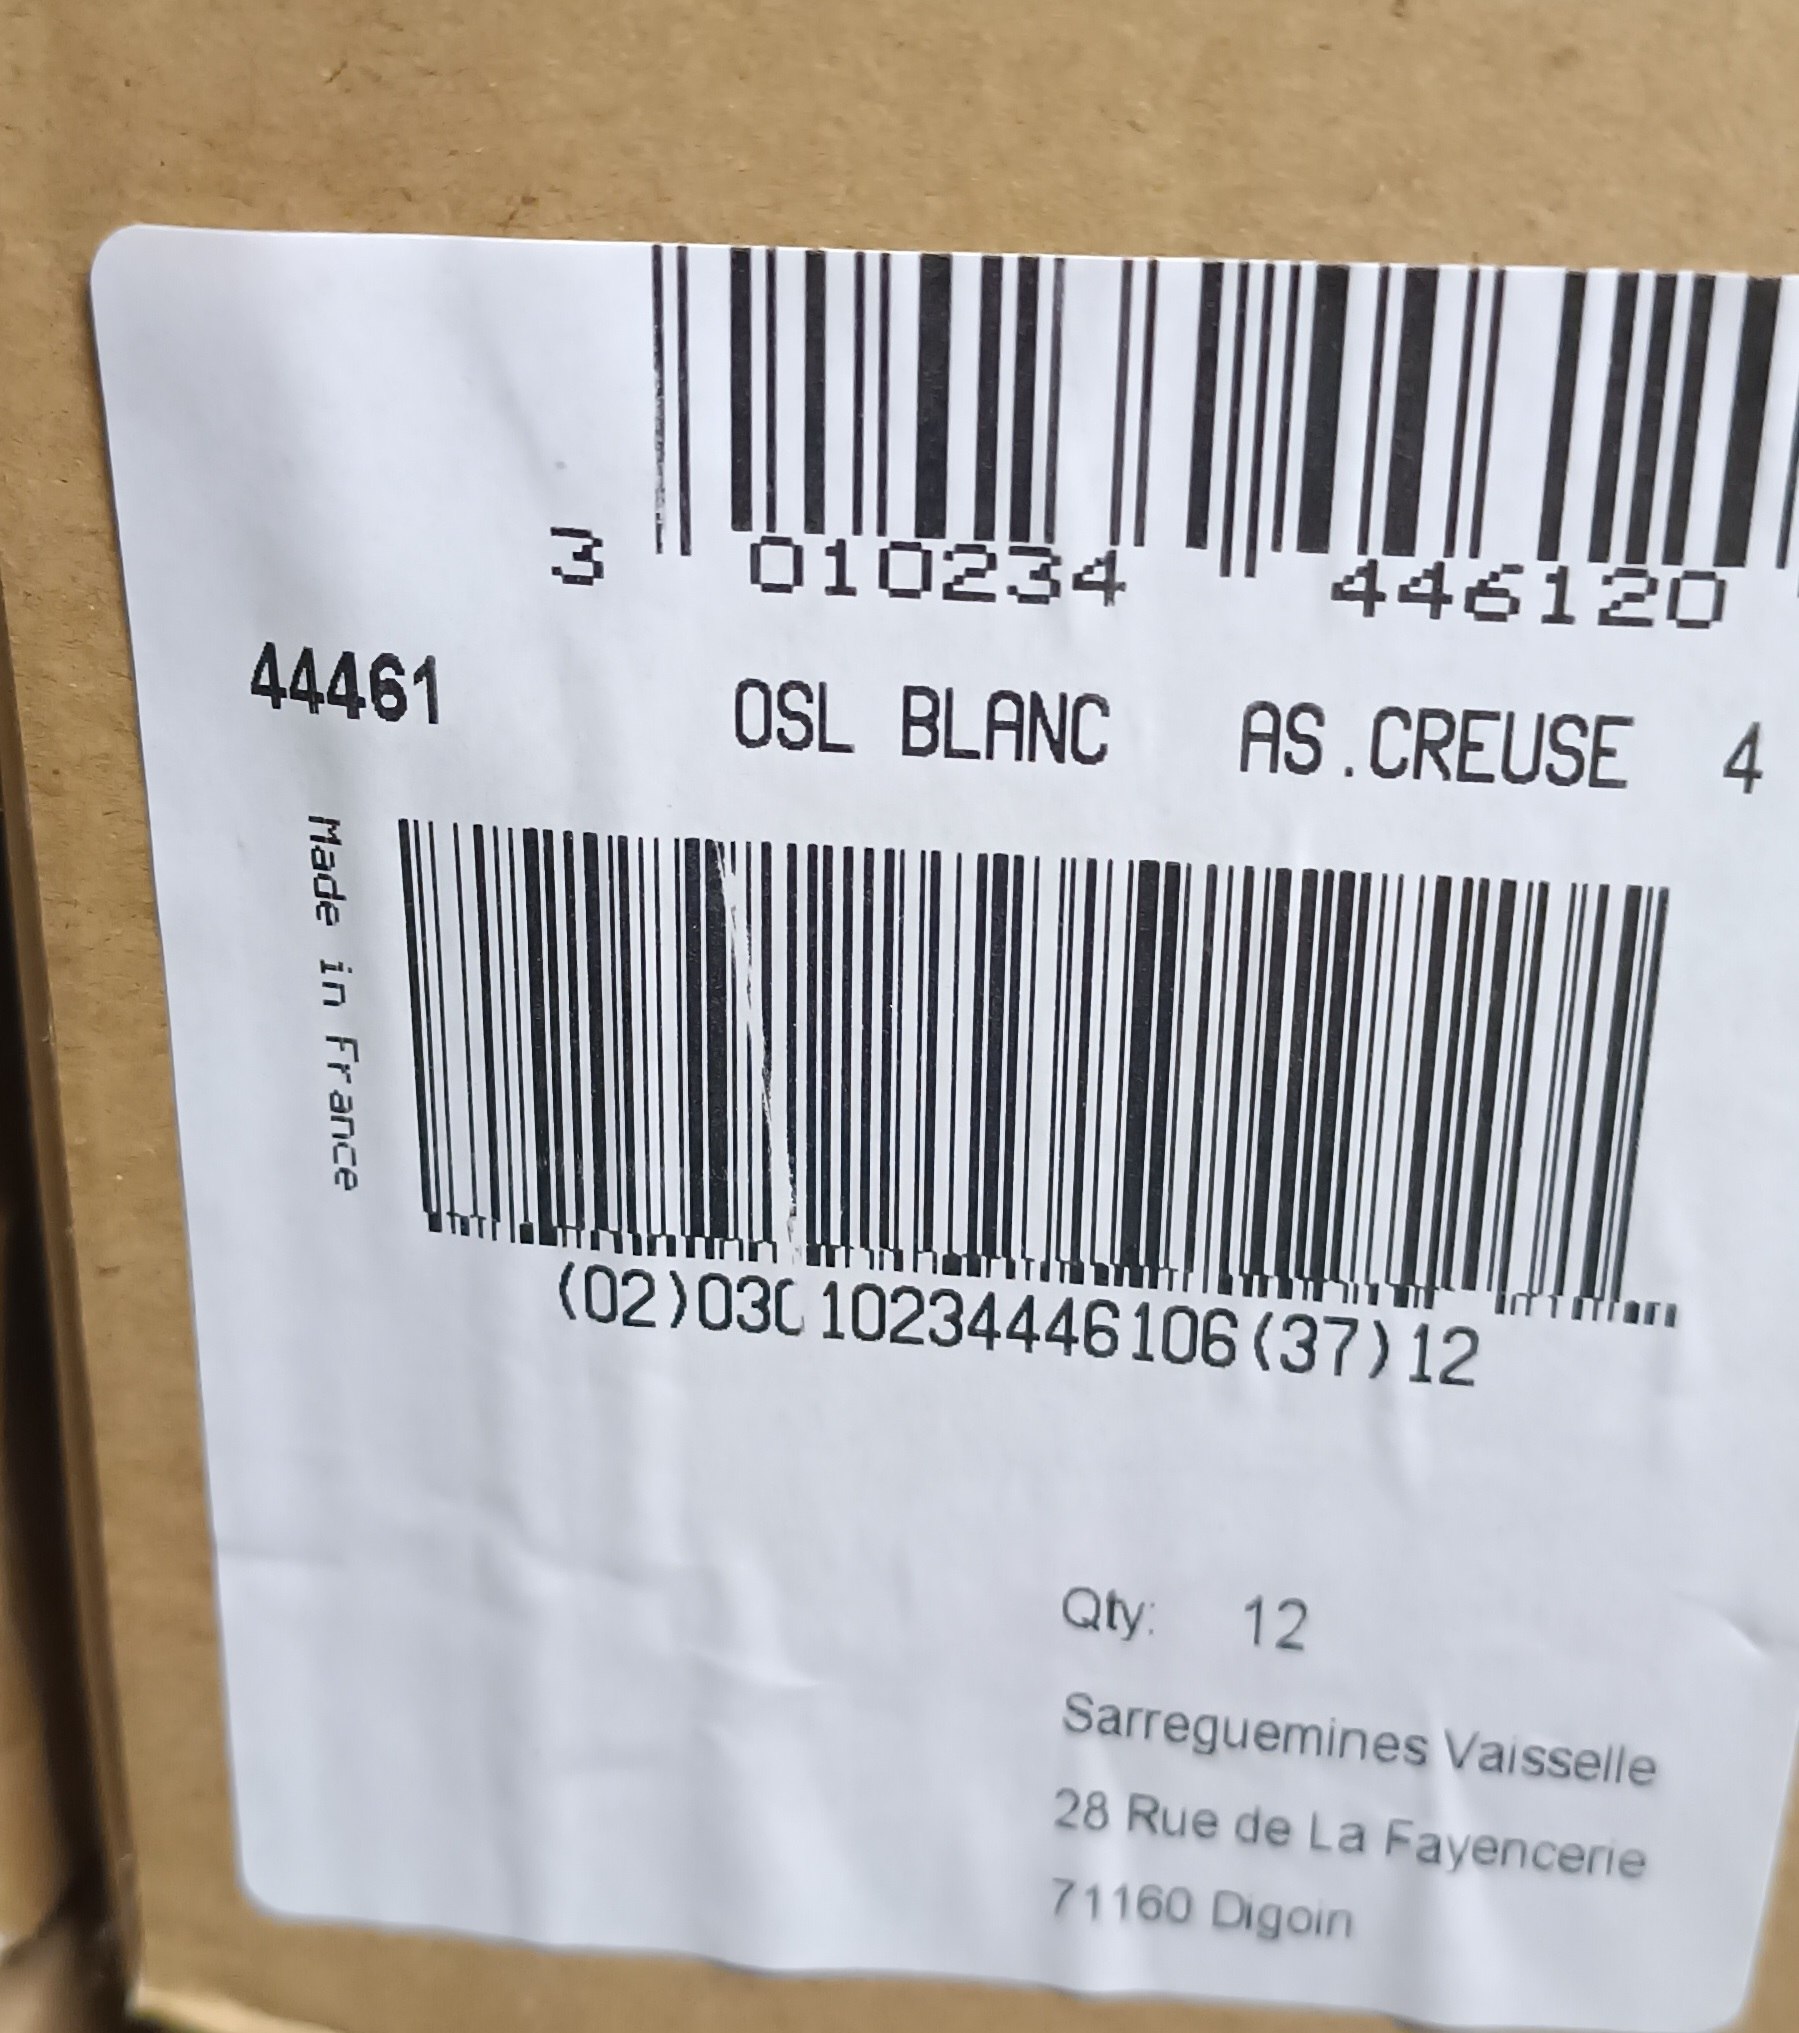 3 010234 446120
44461 OSL BLANC AS.CREUSE 4
Made in France
(02)03010234446106(37)12
Qty: 12
Sarreguemines Vaisselle
28 Rue de La Fayencerie
71160 Digoin